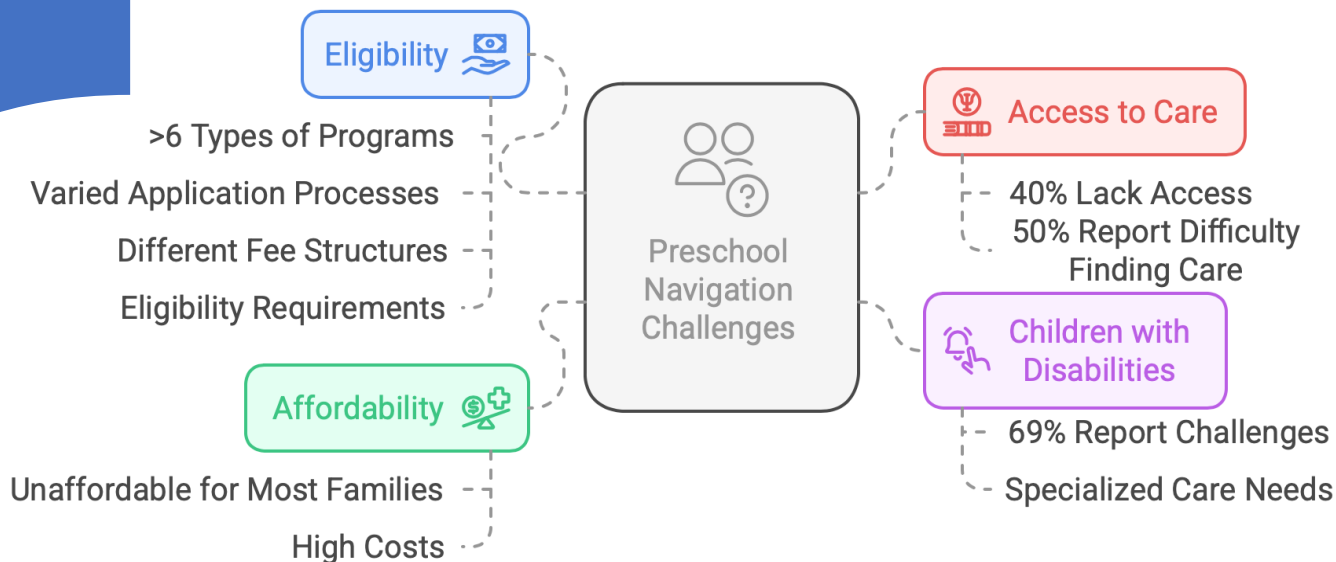 Eligibility
>6 Types of Programs
Varied Application Processes
Different Fee Structures
Eligibility Requirements
Affordability
Unaffordable for Most Families
High Costs
Preschool
Navigation
Challenges
Access to Care
40% Lack Access
50% Report Difficulty
Finding Care
Children with
Disabilities
69% Report Challenges
Specialized Care Needs